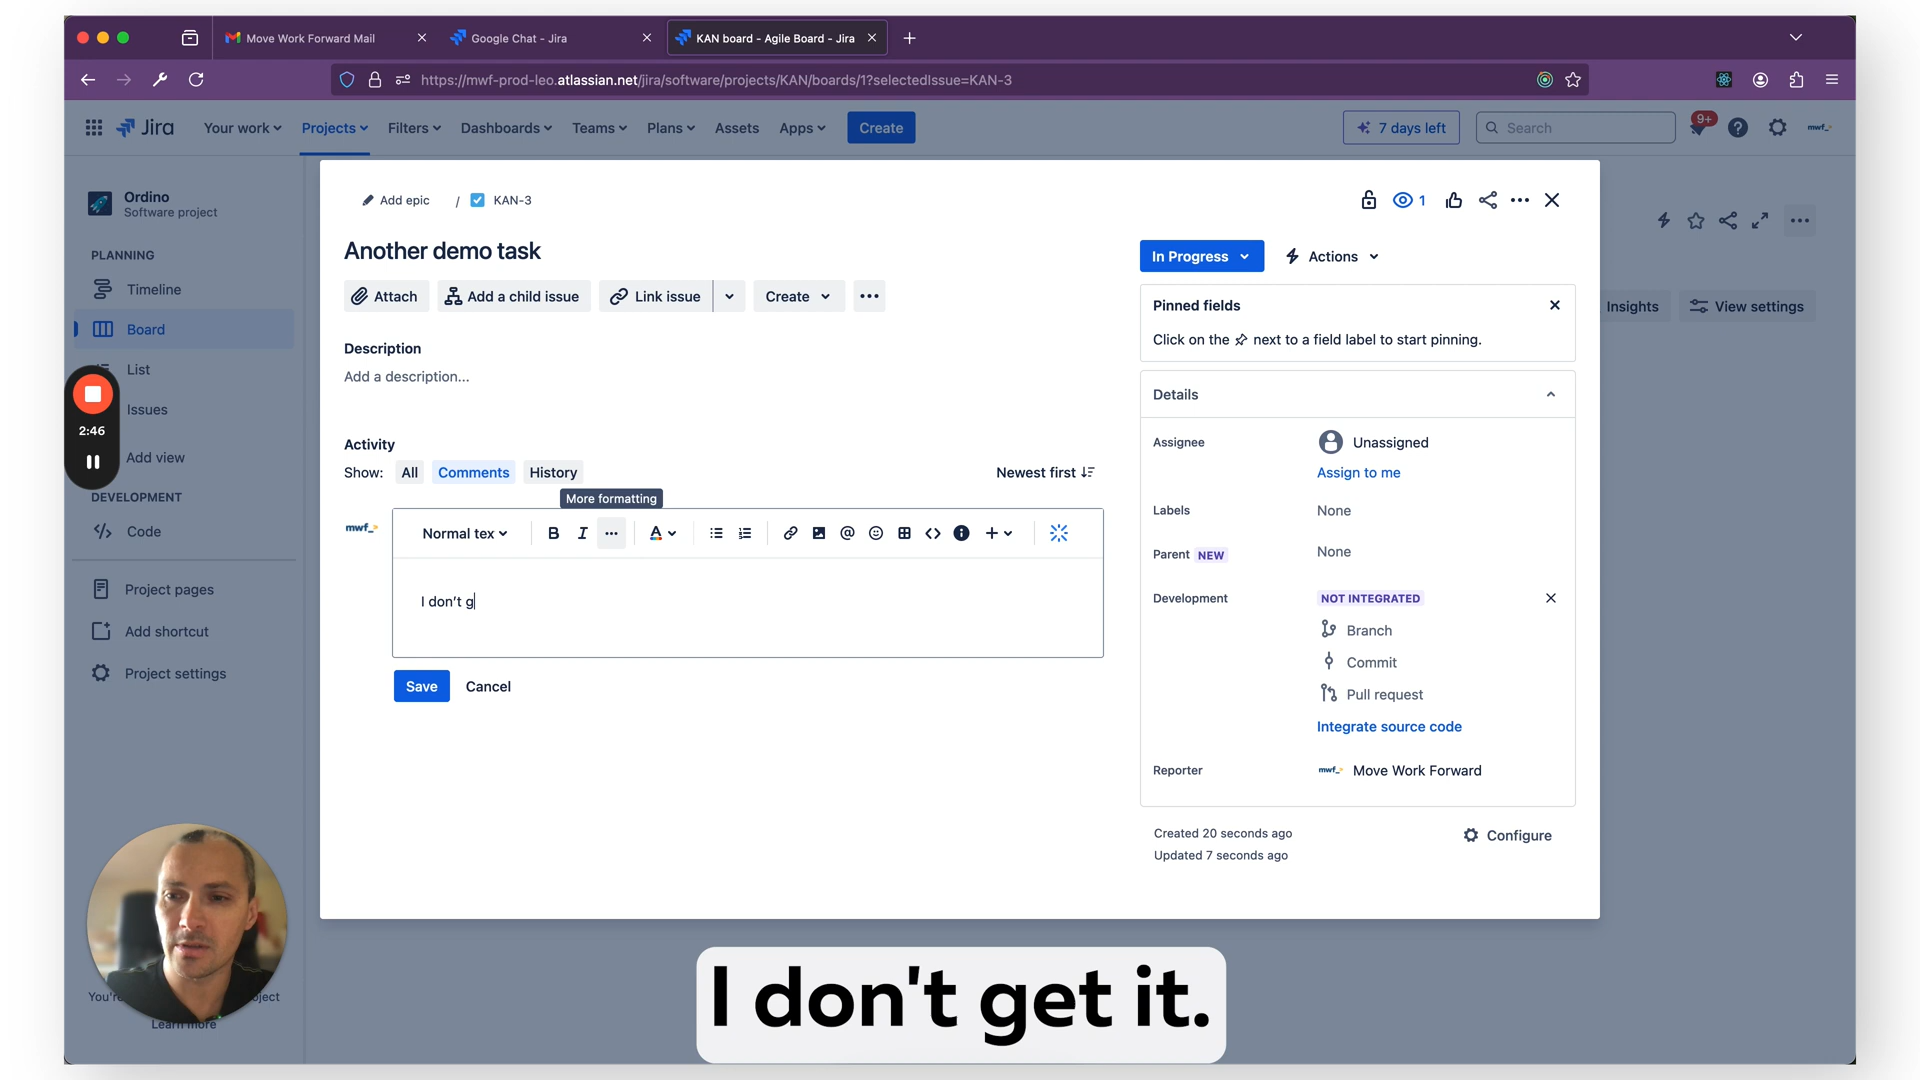 Move Work Forward Mail
Google Chat - Jira
KAN board - Agile Board - Jira
https://mwf-prod-leo.atlassian.net/jira/software/projects/KAN/boards/1?selectedIssue=KAN-3
Jira
Your work
Projects
Filters
Dashboards
Teams
Plans
Assets
Apps
Create
7 days left
Search
9+
mwf_>
Ordino
Software project
PLANNING
Timeline
Board
List
Issues
Add view
DEVELOPMENT
Code
Project pages
Add shortcut
Project settings
2:46
Add epic
/
KAN-3
1
Another demo task
Attach
Add a child issue
Link issue
Create
Description
Add a description...
Activity
Show:
All
Comments
History
Newest first
More formatting
mwf_>
Normal tex
B
I
A
I don't g
Save
Cancel
In Progress
Actions
Pinned fields
Click on the next to a field label to start pinning.
Details
Assignee
Unassigned
Assign to me
Labels
None
Parent NEW
None
Development
NOT INTEGRATED
Branch
Commit
Pull request
Integrate source code
Reporter
mwf_>
Move Work Forward
Created 20 seconds ago
Updated 7 seconds ago
Configure
Insights
View settings
Learn more
I don't get it.